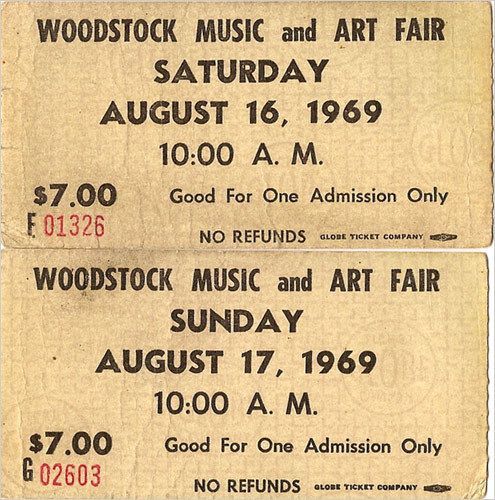 WOODSTOCK MUSIC and ART FAIR
SATURDAY
AUGUST 16, 1969
10:00 A. M.
$7.00 Good For One Admission Only
F 01326
NO REFUNDS GLOBE TICKET COMPANY
WOODSTOCK MUSIC and ART FAIR
SUNDAY
AUGUST 17, 1969
10:00 A. M.
$7.00 Good For One Admission Only
G 02603
NO REFUNDS GLOBE TICKET COMPANY